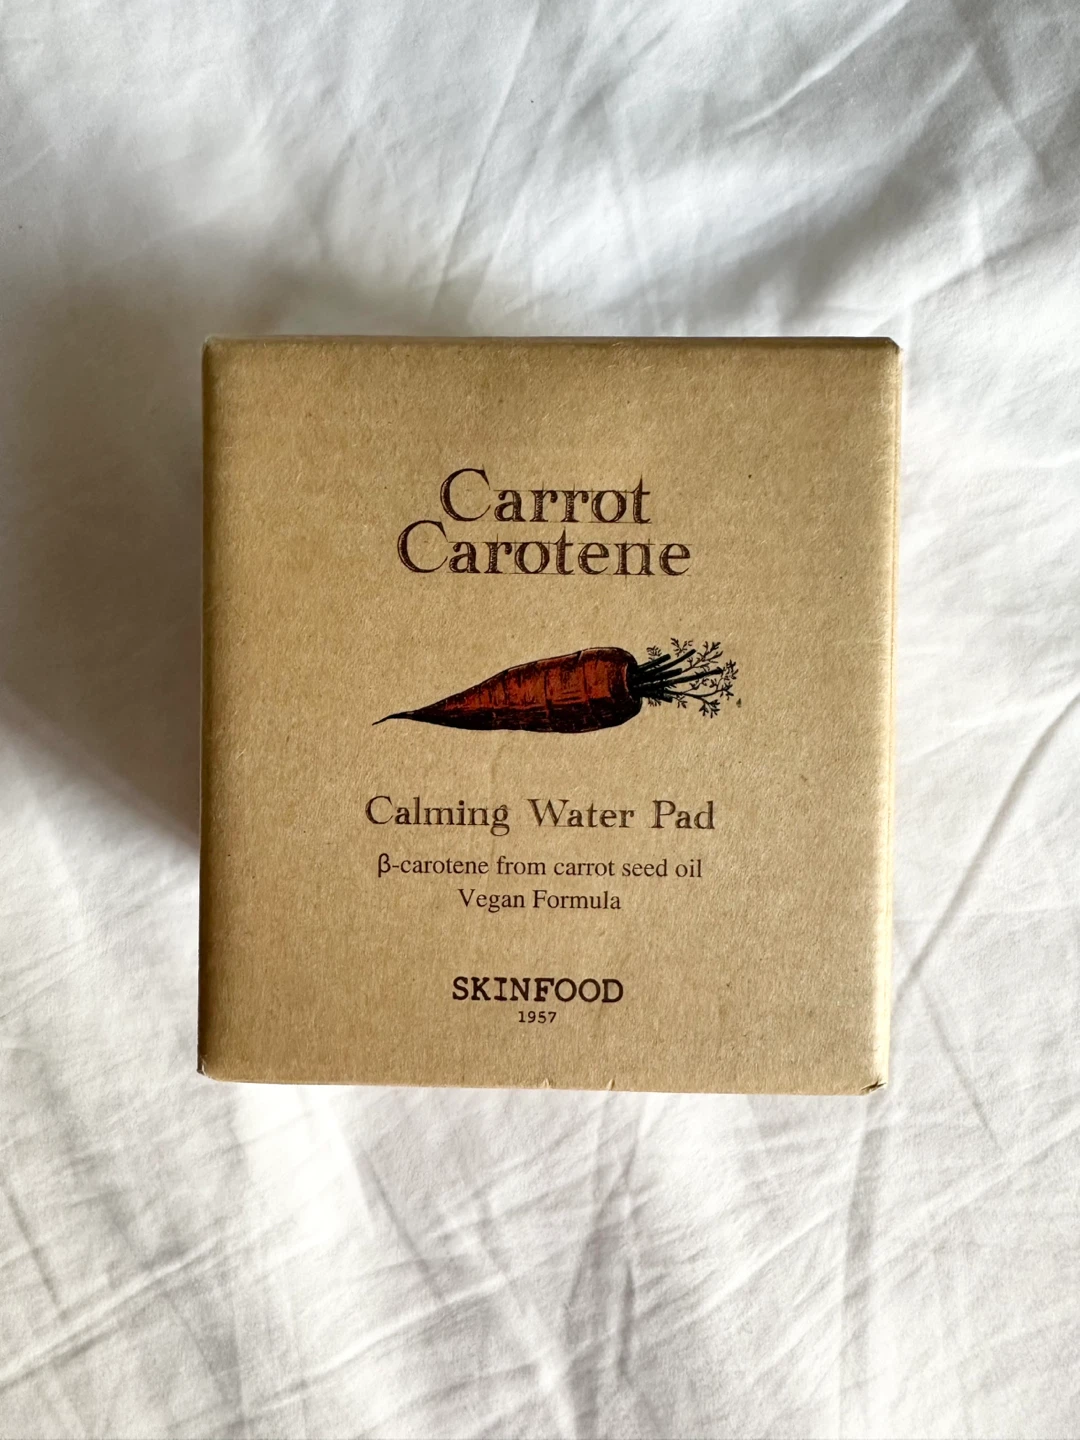 Carrot
Carotene
Calming Water Pad
β-carotene from carrot seed oil
Vegan Formula
SKINFOOD
1957